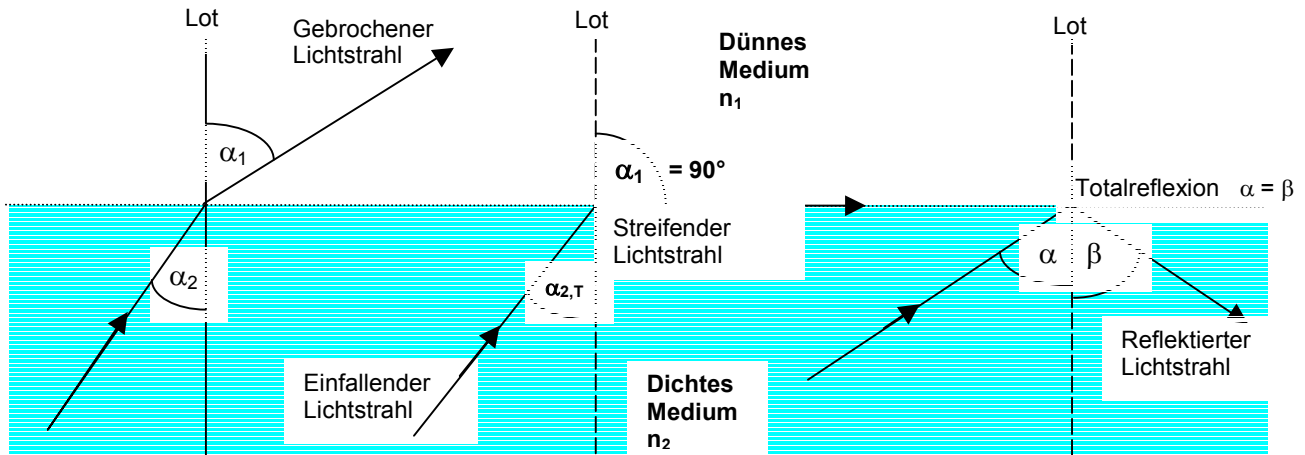 Lot
Gebrochener
Lichtstrahl
α1
α2
Lot
Dünnes
Medium
n1
α1 = 90°
Streifender
Lichtstrahl
α2,T
Einfallender
Lichtstrahl
Dichtes
Medium
n2
Lot
Totalreflexion α = β
α β
Reflektierter
Lichtstrahl